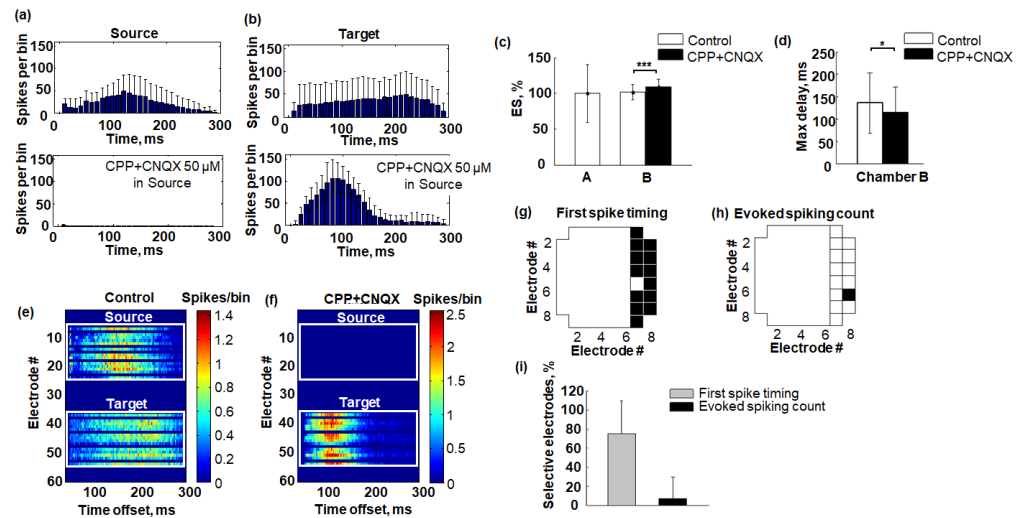 (a)
Source
Spikes per bin
150
100
50
0
0
100
200
300
Time, ms
Spikes per bin
150
100
50
0
CPP+CNQX 50 µM
in Source
0
100
200
300
Time, ms
(b)
Target
Spikes per bin
150
100
50
0
0
100
200
300
Time, ms
Spikes per bin
150
100
50
0
CPP+CNQX 50 µM
in Source
0
100
200
300
Time, ms
(c)
Control
CPP+CNQX
ES, %
150
100
50
0
***
A
B
(d)
Control
CPP+CNQX
Max delay, ms
250
200
150
100
50
0
*
Chamber B
(e)
Control
Spikes/bin
Source
Target
Electrode #
10
20
30
40
50
60
100
200
300
Time offset, ms
1.4
1.2
1
0.8
0.6
0.4
0.2
0
(f)
CPP+CNQX
Spikes/bin
Source
Target
100
200
300
Time offset, ms
2.5
2
1.5
1
0.5
0
(g)
First spike timing
Electrode #
2
4
6
8
2
4
6
8
Electrode #
(h)
Evoked spiking count
Electrode #
2
4
6
8
2
4
6
8
Electrode #
(i)
First spike timing
Evoked spiking count
Selective electrodes, %
120
100
80
60
40
20
0